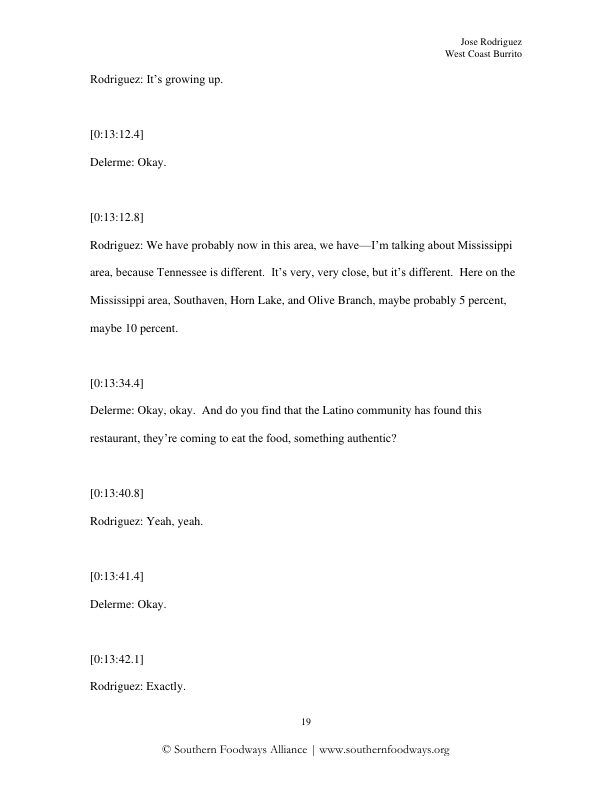 Jose Rodriguez
West Coast Burrito
Rodriguez: It’s growing up.
[0:13:12.4]
Delerme: Okay.
[0:13:12.8]
Rodriguez: We have probably now in this area, we have—I’m talking about Mississippi
area, because Tennessee is different.  It’s very, very close, but it’s different.  Here on the
Mississippi area, Southaven, Horn Lake, and Olive Branch, maybe probably 5 percent,
maybe 10 percent.
[0:13:34.4]
Delerme: Okay, okay.  And do you find that the Latino community has found this
restaurant, they’re coming to eat the food, something authentic?
[0:13:40.8]
Rodriguez: Yeah, yeah.
[0:13:41.4]
Delerme: Okay.
[0:13:42.1]
Rodriguez: Exactly.
19
© Southern Foodways Alliance | www.southernfoodways.org